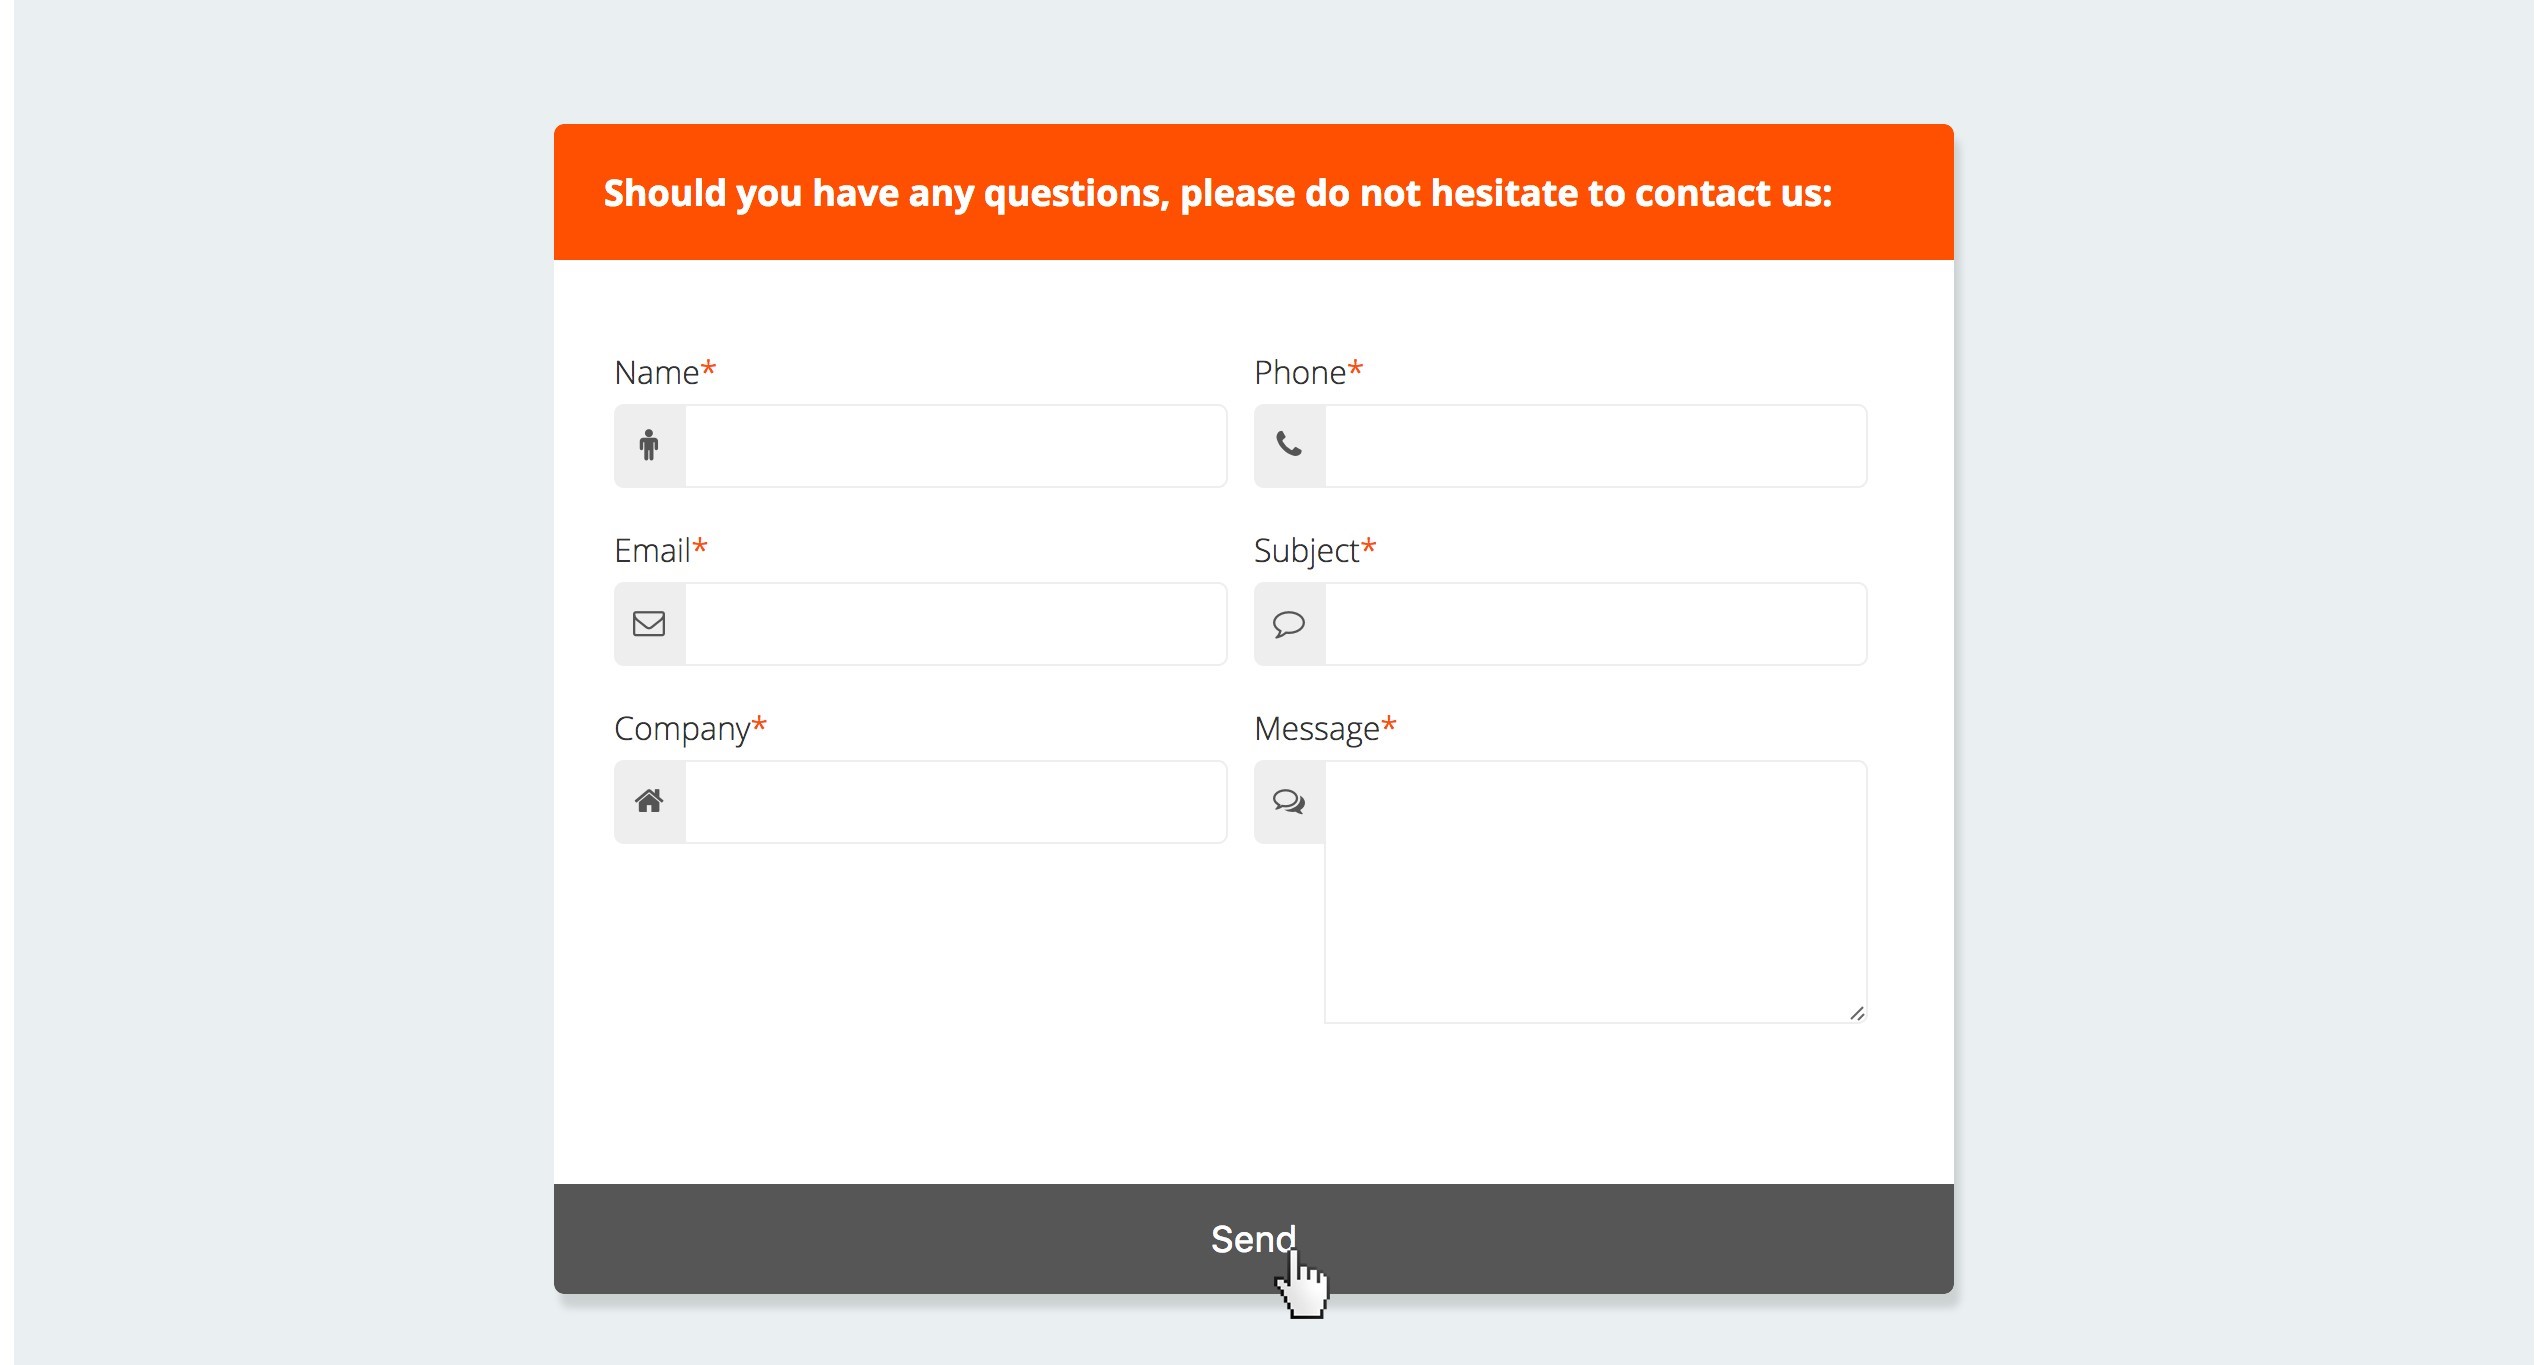 Should you have any questions, please do not hesitate to contact us:
Name*
Phone*
Email*
Subject*
Company*
Message*
Send